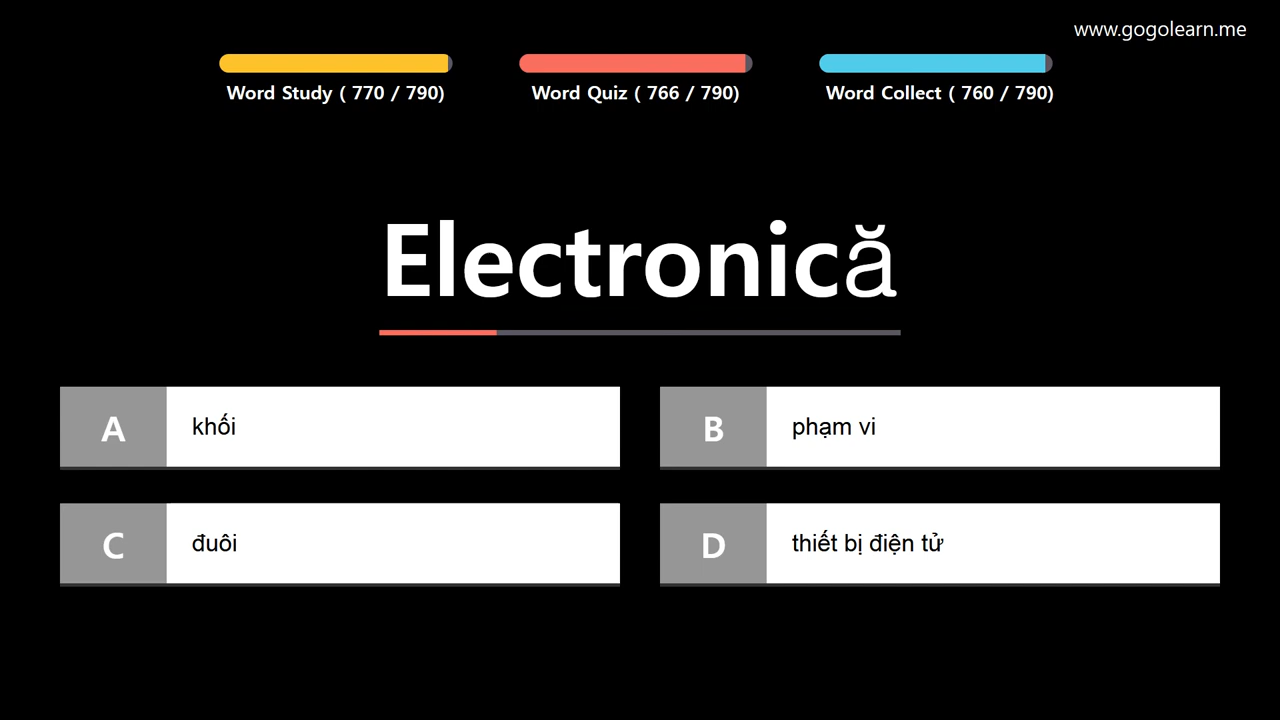 www.gogolearn.me
Word Study ( 770 / 790)
Word Quiz ( 766 / 790)
Word Collect ( 760 / 790)
Electronică
A
khối
B
phạm vi
C
đuôi
D
thiết bị điện tử